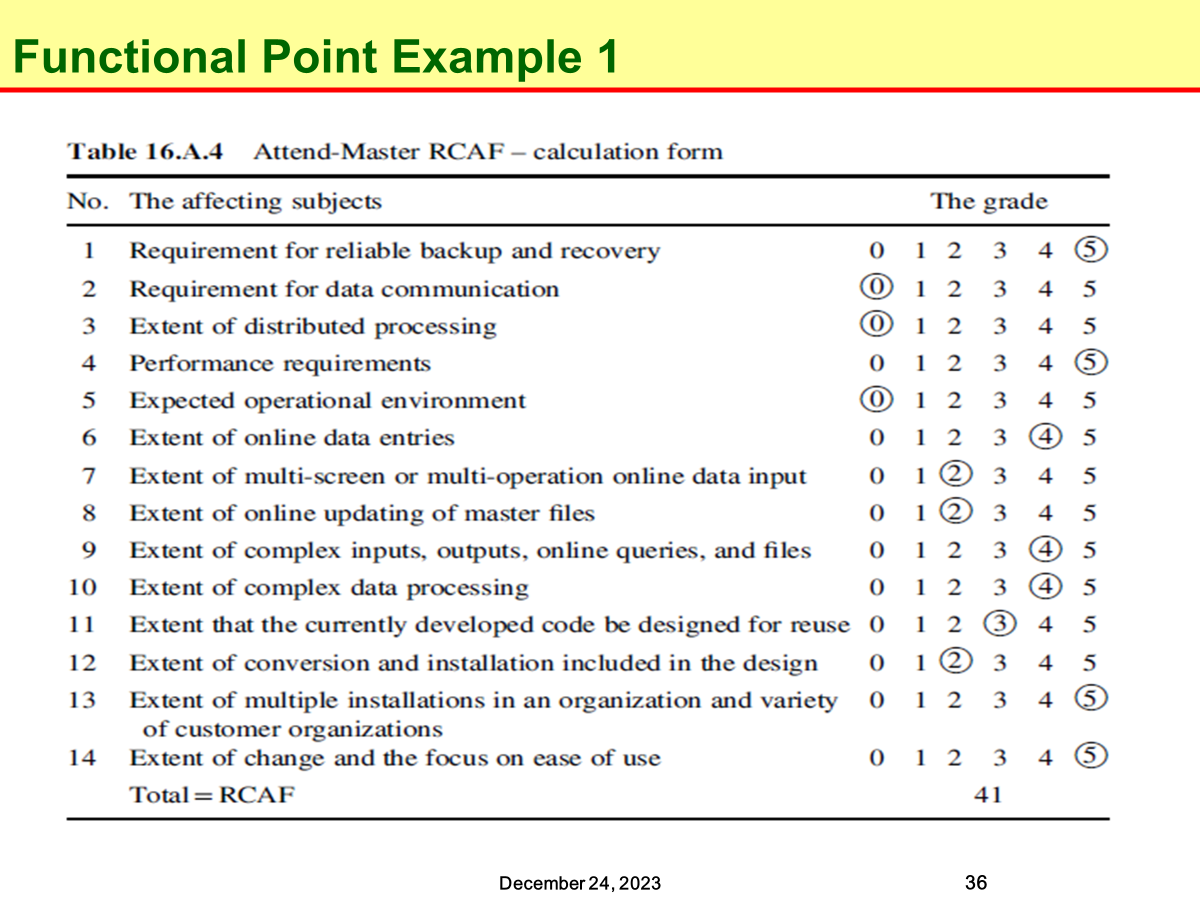 Functional Point Example 1
Table 16.A.4 Attend-Master RCAF – calculation form
No. The affecting subjects The grade
1 Requirement for reliable backup and recovery 0 1 2 3 4 5
2 Requirement for data communication 0 1 2 3 4 5
3 Extent of distributed processing 0 1 2 3 4 5
4 Performance requirements 0 1 2 3 4 5
5 Expected operational environment 0 1 2 3 4 5
6 Extent of online data entries 0 1 2 3 4 5
7 Extent of multi-screen or multi-operation online data input 0 1 2 3 4 5
8 Extent of online updating of master files 0 1 2 3 4 5
9 Extent of complex inputs, outputs, online queries, and files 0 1 2 3 4 5
10 Extent of complex data processing 0 1 2 3 4 5
11 Extent that the currently developed code be designed for reuse 0 1 2 3 4 5
12 Extent of conversion and installation included in the design 0 1 2 3 4 5
13 Extent of multiple installations in an organization and variety 0 1 2 3 4 5
of customer organizations
14 Extent of change and the focus on ease of use 0 1 2 3 4 5
Total = RCAF 41
December 24, 2023 36